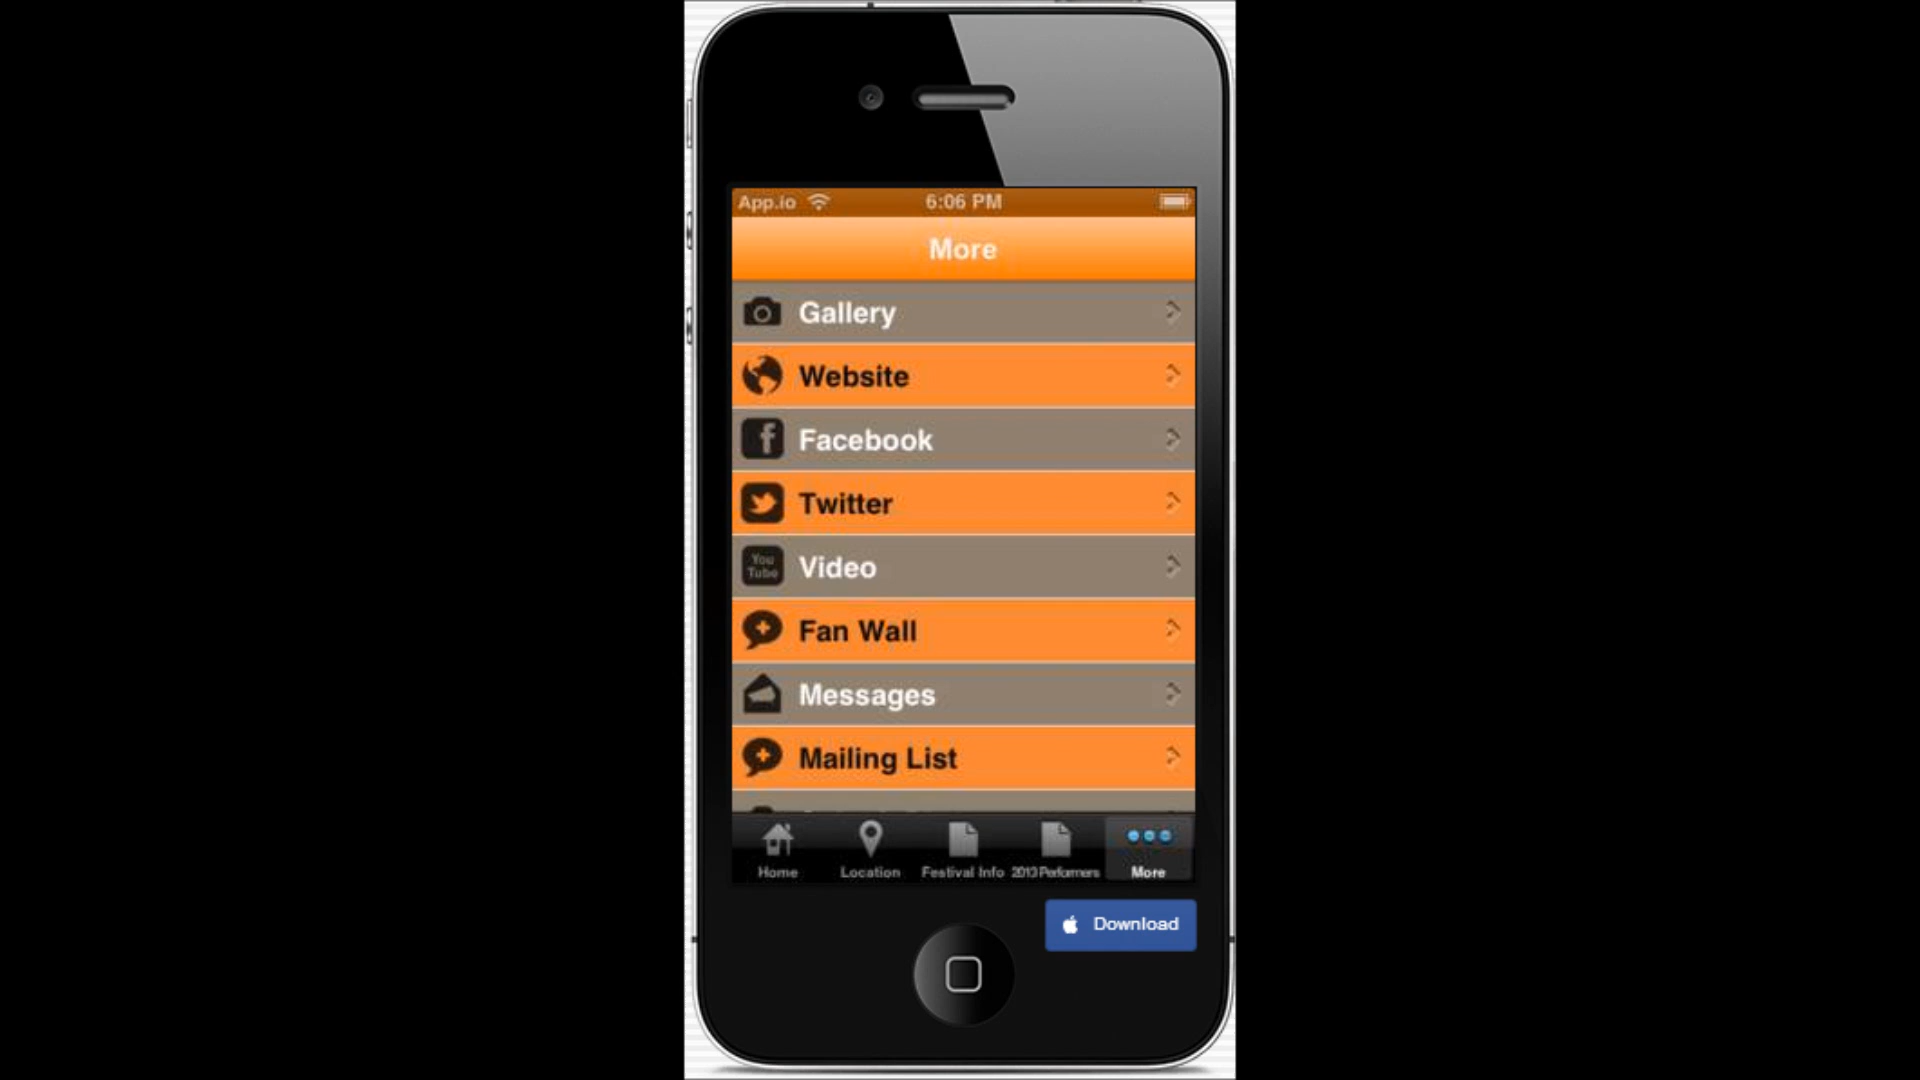 App.io 6:06 PM
More
Gallery
Website
Facebook
Twitter
You
Tube
Video
Fan Wall
Messages
Mailing List
Home Location Festival Info 2013 Performers More
Download